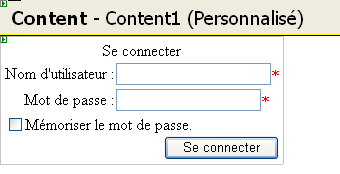 Content - Content1 (Personnalisé)
Se connecter
Nom d'utilisateur : *
Mot de passe : *
Mémoriser le mot de passe.
Se connecter